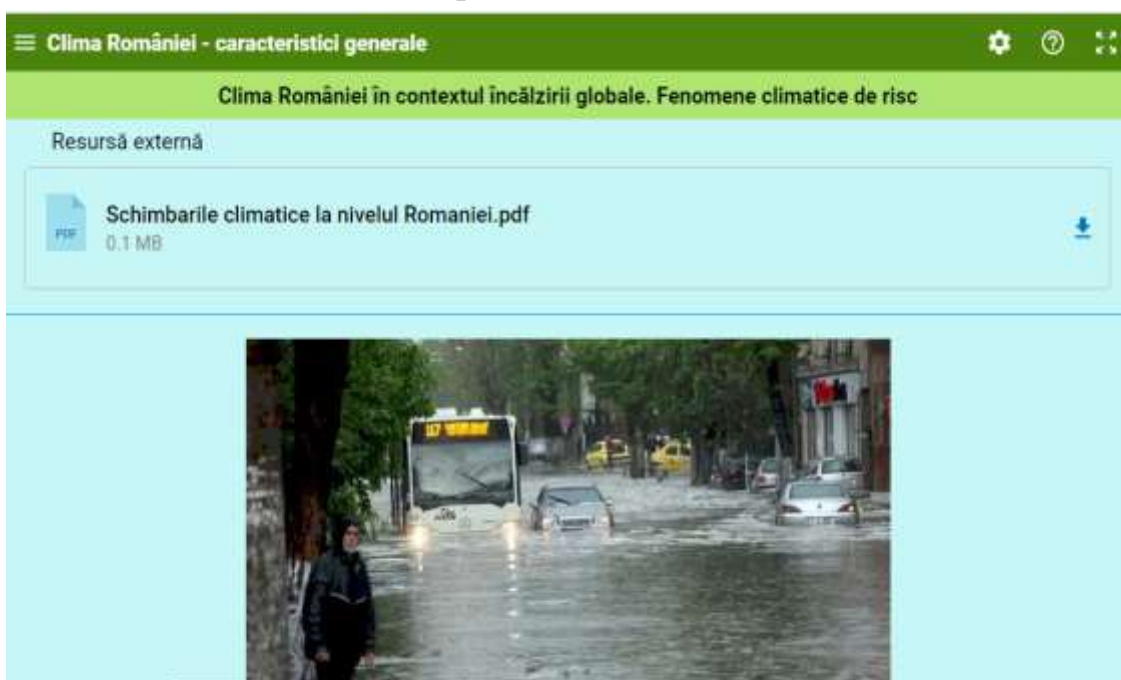 Clima României - caracteristici generale
Clima României în contextul încălzirii globale. Fenomene climatice de risc
Resursă externă
PDF
Schimbarile climatice la nivelul Romaniei.pdf
0.1 MB